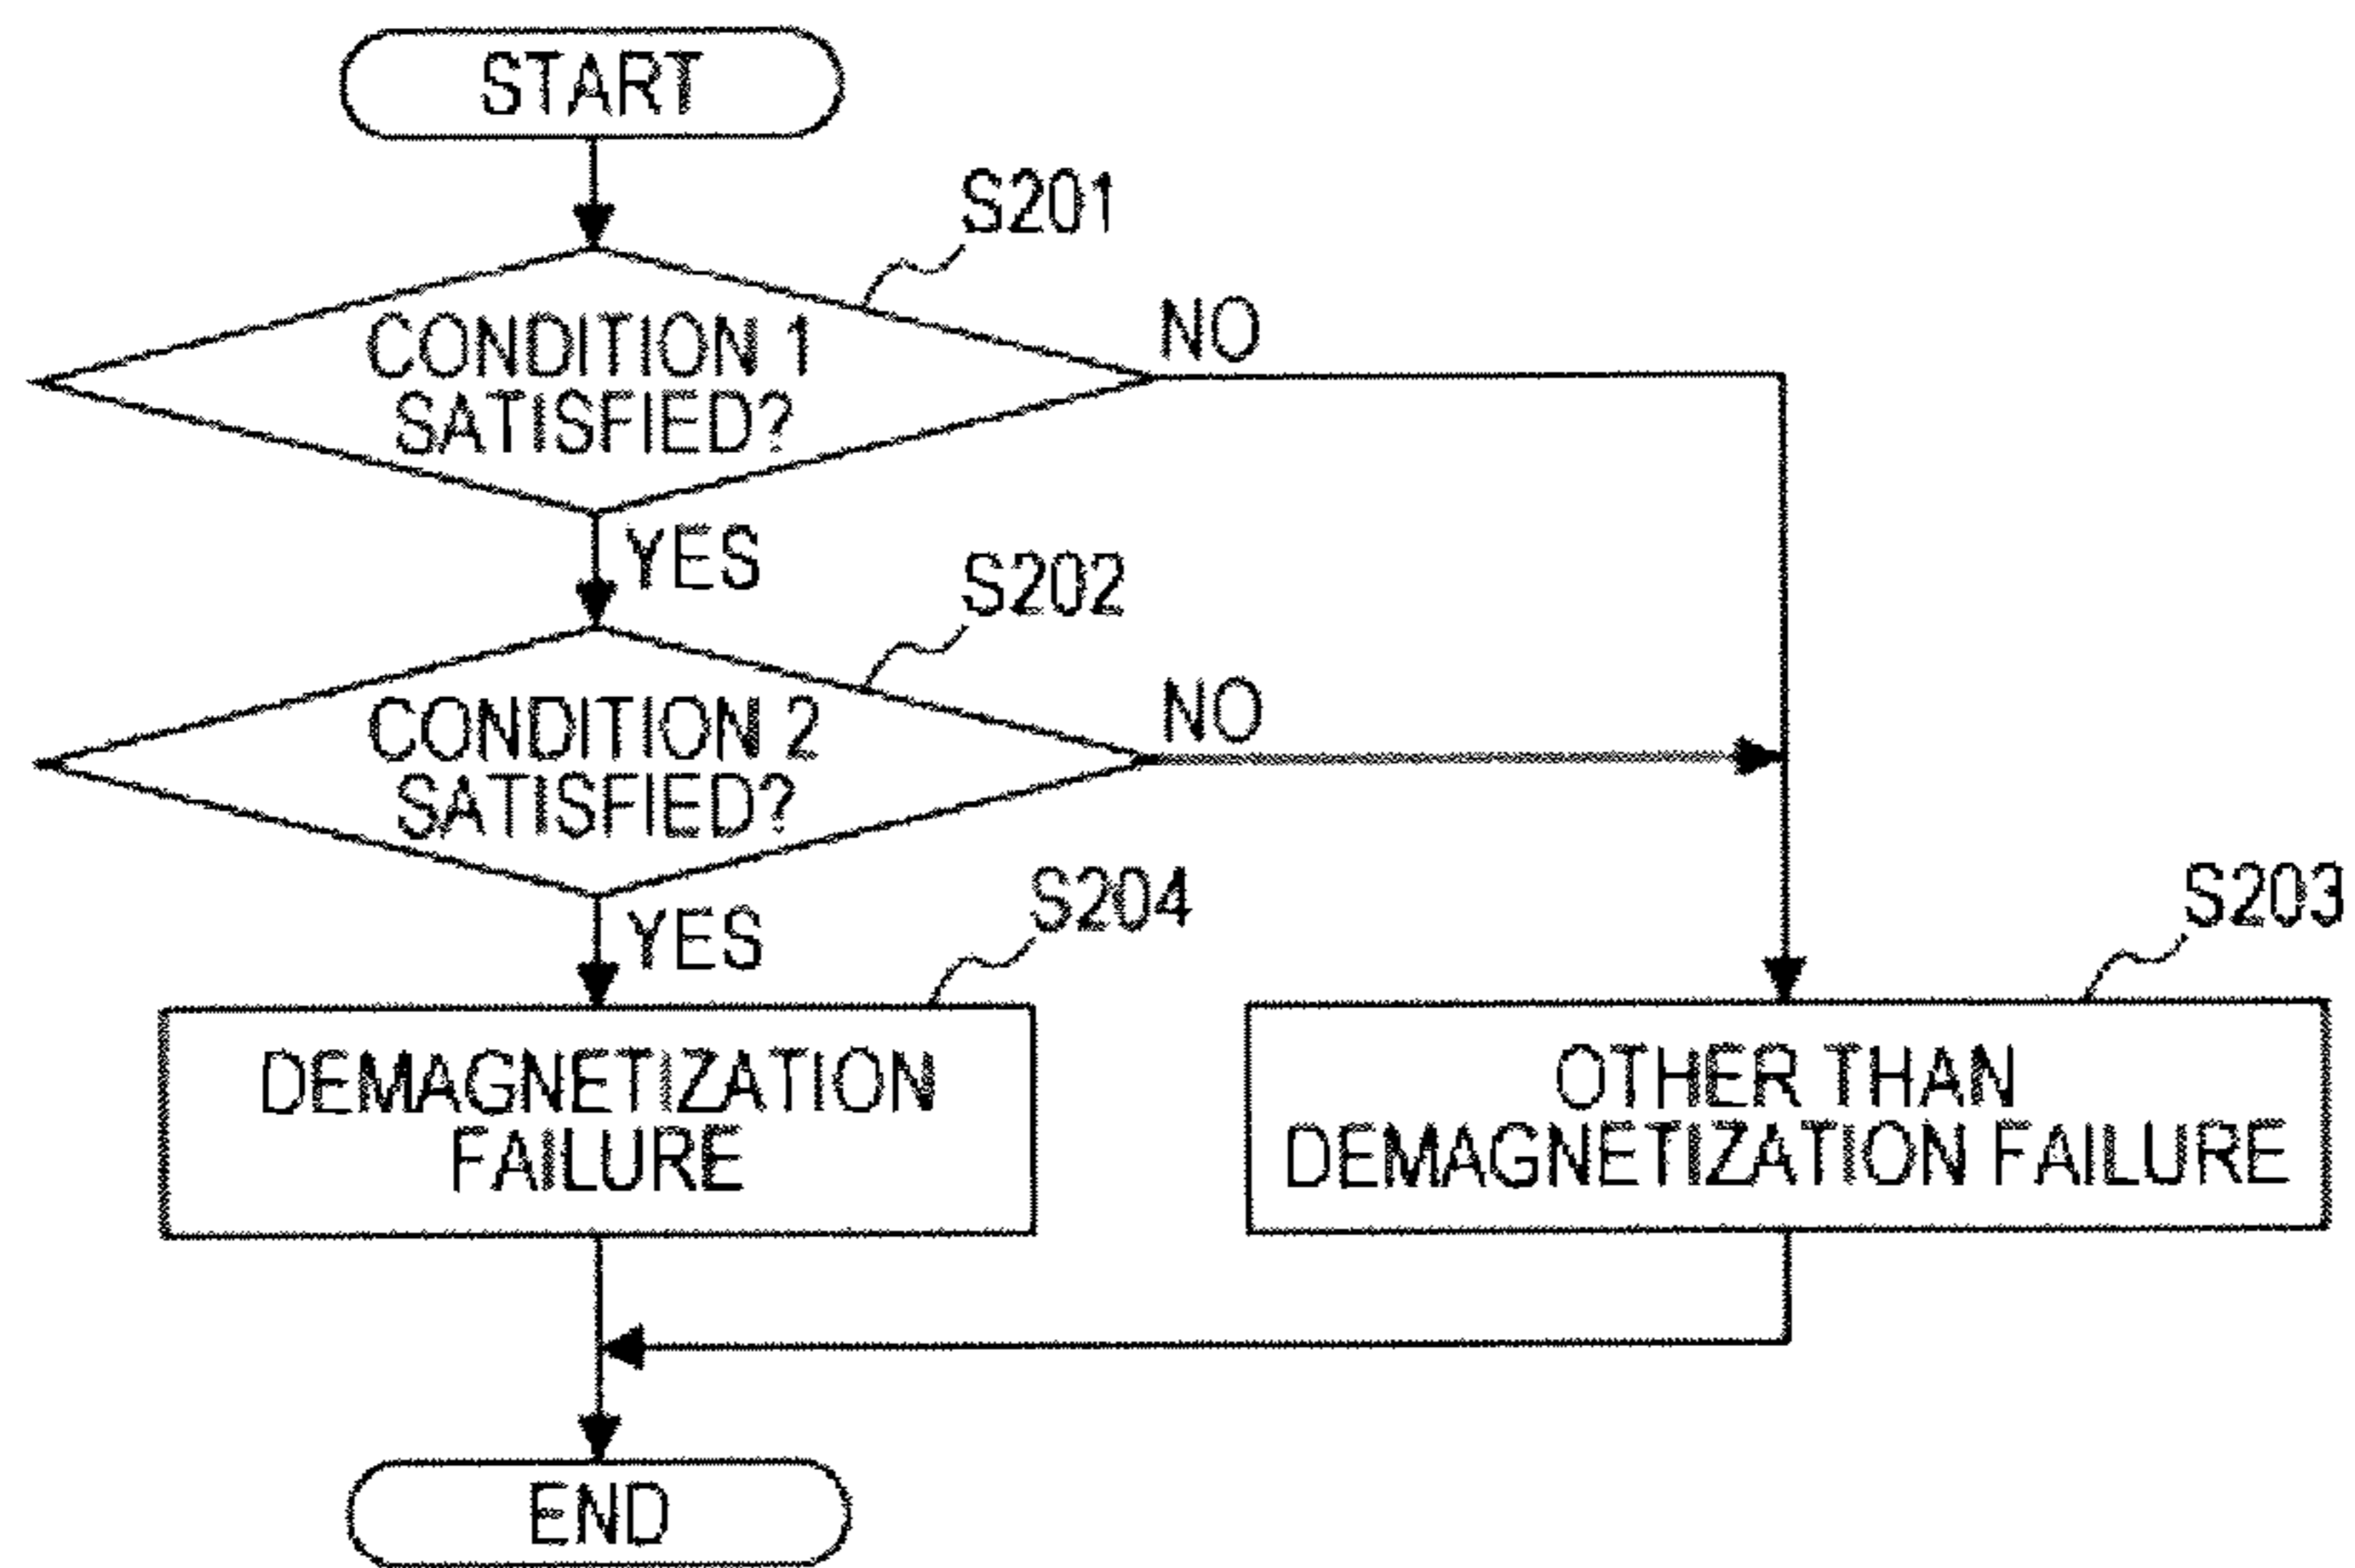 START
S201
CONDITION 1
SATISFIED?
NO
YES
S202
CONDITION 2
SATISFIED?
NO
YES
S204
S203
DEMAGNETIZATION
FAILURE
OTHER THAN
DEMAGNETIZATION FAILURE
END